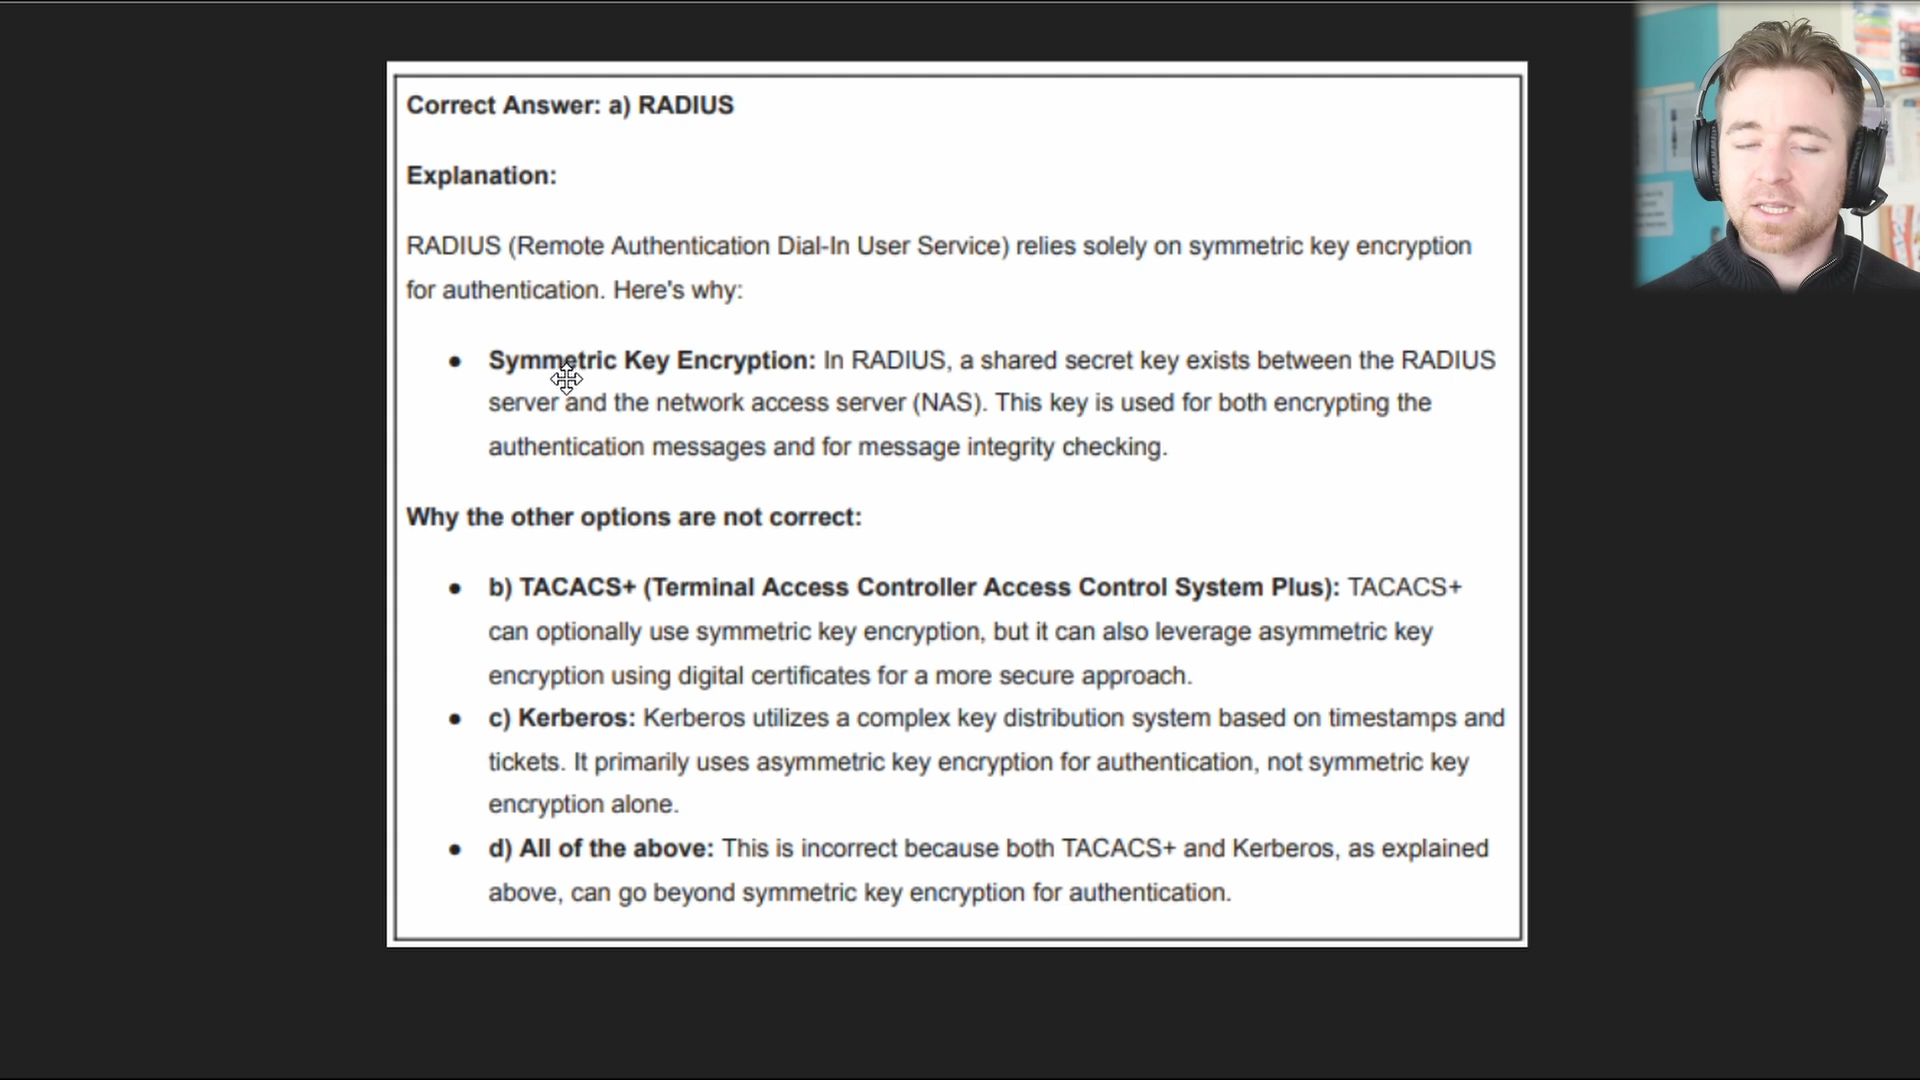 Correct Answer: a) RADIUS
Explanation:
RADIUS (Remote Authentication Dial-In User Service) relies solely on symmetric key encryption
for authentication. Here's why:
● Symmetric Key Encryption: In RADIUS, a shared secret key exists between the RADIUS
server and the network access server (NAS). This key is used for both encrypting the
authentication messages and for message integrity checking.
Why the other options are not correct:
● b) TACACS+ (Terminal Access Controller Access Control System Plus): TACACS+
can optionally use symmetric key encryption, but it can also leverage asymmetric key
encryption using digital certificates for a more secure approach.
● c) Kerberos: Kerberos utilizes a complex key distribution system based on timestamps and
tickets. It primarily uses asymmetric key encryption for authentication, not symmetric key
encryption alone.
● d) All of the above: This is incorrect because both TACACS+ and Kerberos, as explained
above, can go beyond symmetric key encryption for authentication.